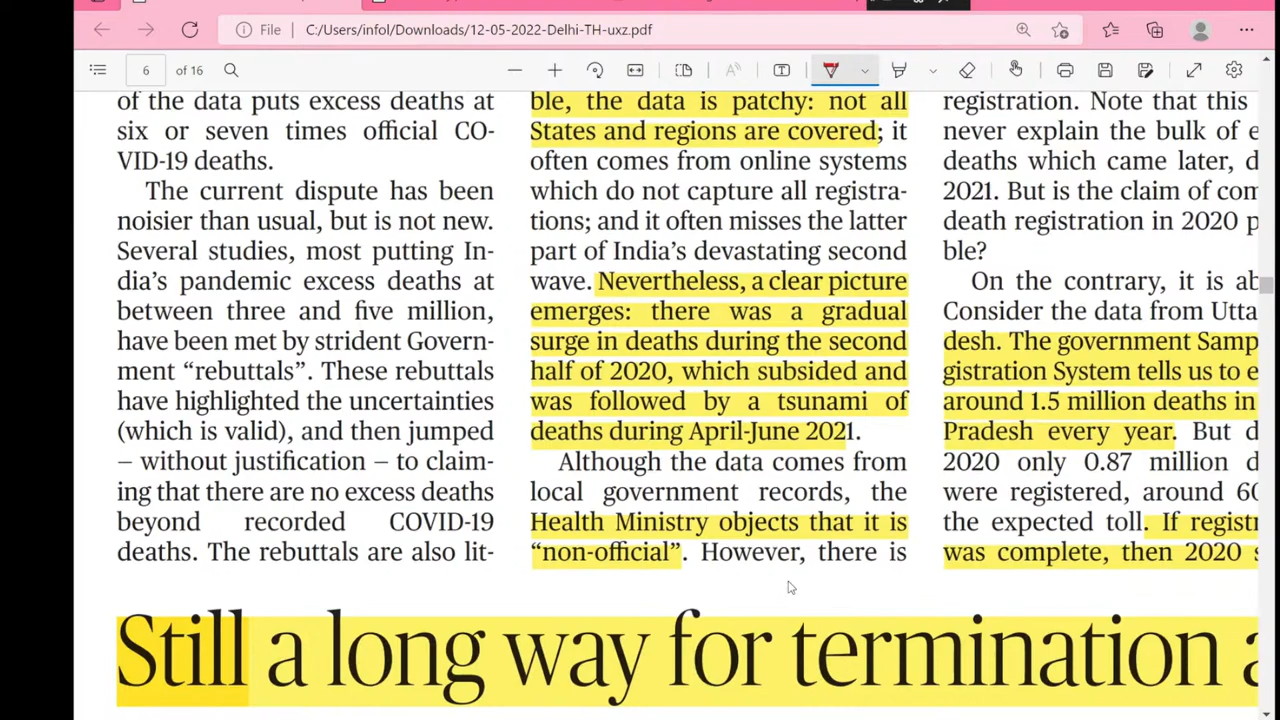 File
C:/Users/infol/Downloads/12-05-2022-Delhi-TH-uxz.pdf
6 of 16
of the data puts excess deaths at
six or seven times official CO-
VID-19 deaths.
The current dispute has been
noisier than usual, but is not new.
Several studies, most putting In-
dia's pandemic excess deaths at
between three and five million,
have been met by strident Govern-
ment “rebuttals”. These rebuttals
have highlighted the uncertainties
(which is valid), and then jumped
– without justification – to claim-
ing that there are no excess deaths
beyond recorded COVID-19
deaths. The rebuttals are also lit-
ble, the data is patchy: not all
States and regions are covered; it
often comes from online systems
which do not capture all registra-
tions; and it often misses the latter
part of India's devastating second
wave. Nevertheless, a clear picture
emerges: there was a gradual
surge in deaths during the second
half of 2020, which subsided and
was followed by a tsunami of
deaths during April-June 2021.
Although the data comes from
local government records, the
Health Ministry objects that it is
“non-official”. However, there is
registration. Note that this
never explain the bulk of e
deaths which came later, d
2021. But is the claim of com
death registration in 2020 p
ble?
On the contrary, it is ab
Consider the data from Utta
desh. The government Samp
gistration System tells us to e
around 1.5 million deaths in
Pradesh every year. But d
2020 only 0.87 million d
were registered, around 60
the expected toll. If registr
was complete, then 2020 s
Still a long way for termination a